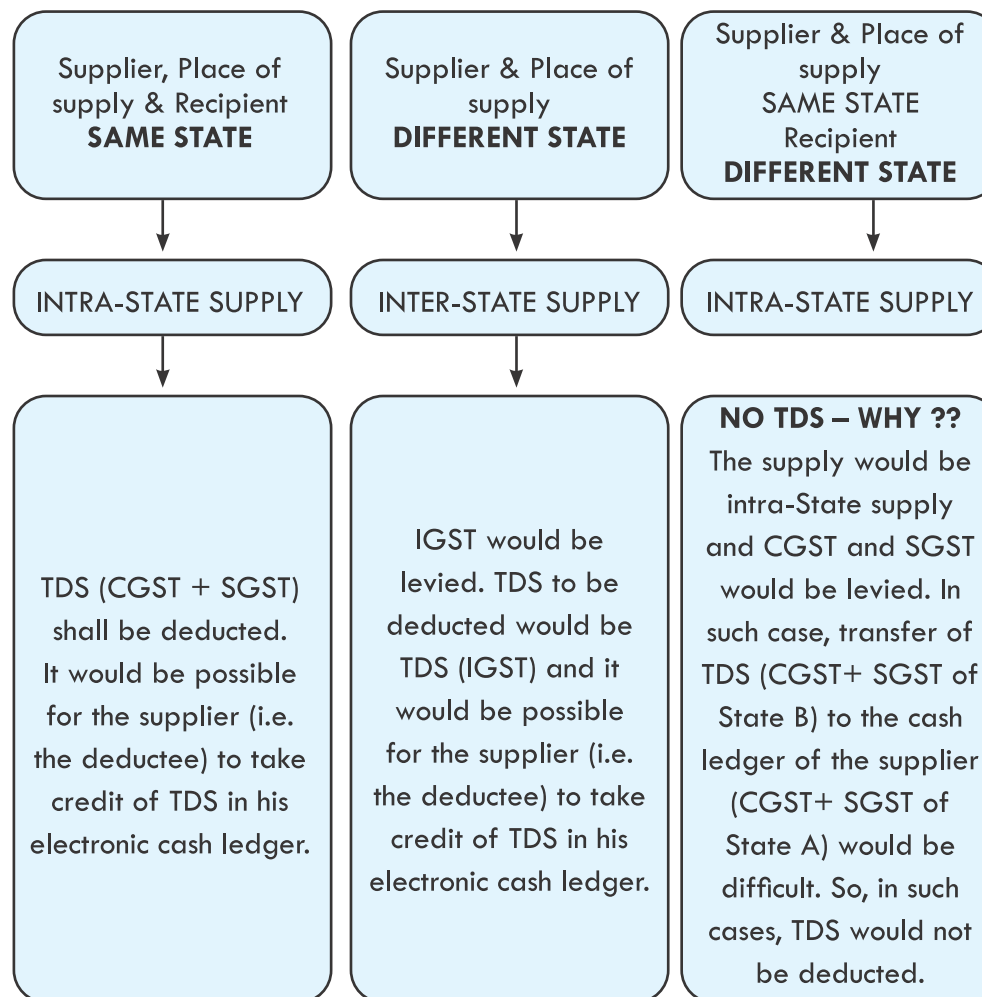 Supplier, Place of
supply & Recipient
SAME STATE
INTRA-STATE SUPPLY
TDS (CGST + SGST)
shall be deducted.
It would be possible
for the supplier (i.e.
the deductee) to take
credit of TDS in his
electronic cash ledger.
Supplier & Place of
supply
DIFFERENT STATE
INTER-STATE SUPPLY
IGST would be
levied. TDS to be
deducted would be
TDS (IGST) and it
would be possible
for the supplier (i.e.
the deductee) to take
credit of TDS in his
electronic cash ledger.
Supplier & Place of
supply
SAME STATE
Recipient
DIFFERENT STATE
INTRA-STATE SUPPLY
NO TDS – WHY ??
The supply would be
intra-State supply
and CGST and SGST
would be levied. In
such case, transfer of
TDS (CGST+ SGST of
State B) to the cash
ledger of the supplier
(CGST+ SGST of
State A) would be
difficult. So, in such
cases, TDS would not
be deducted.